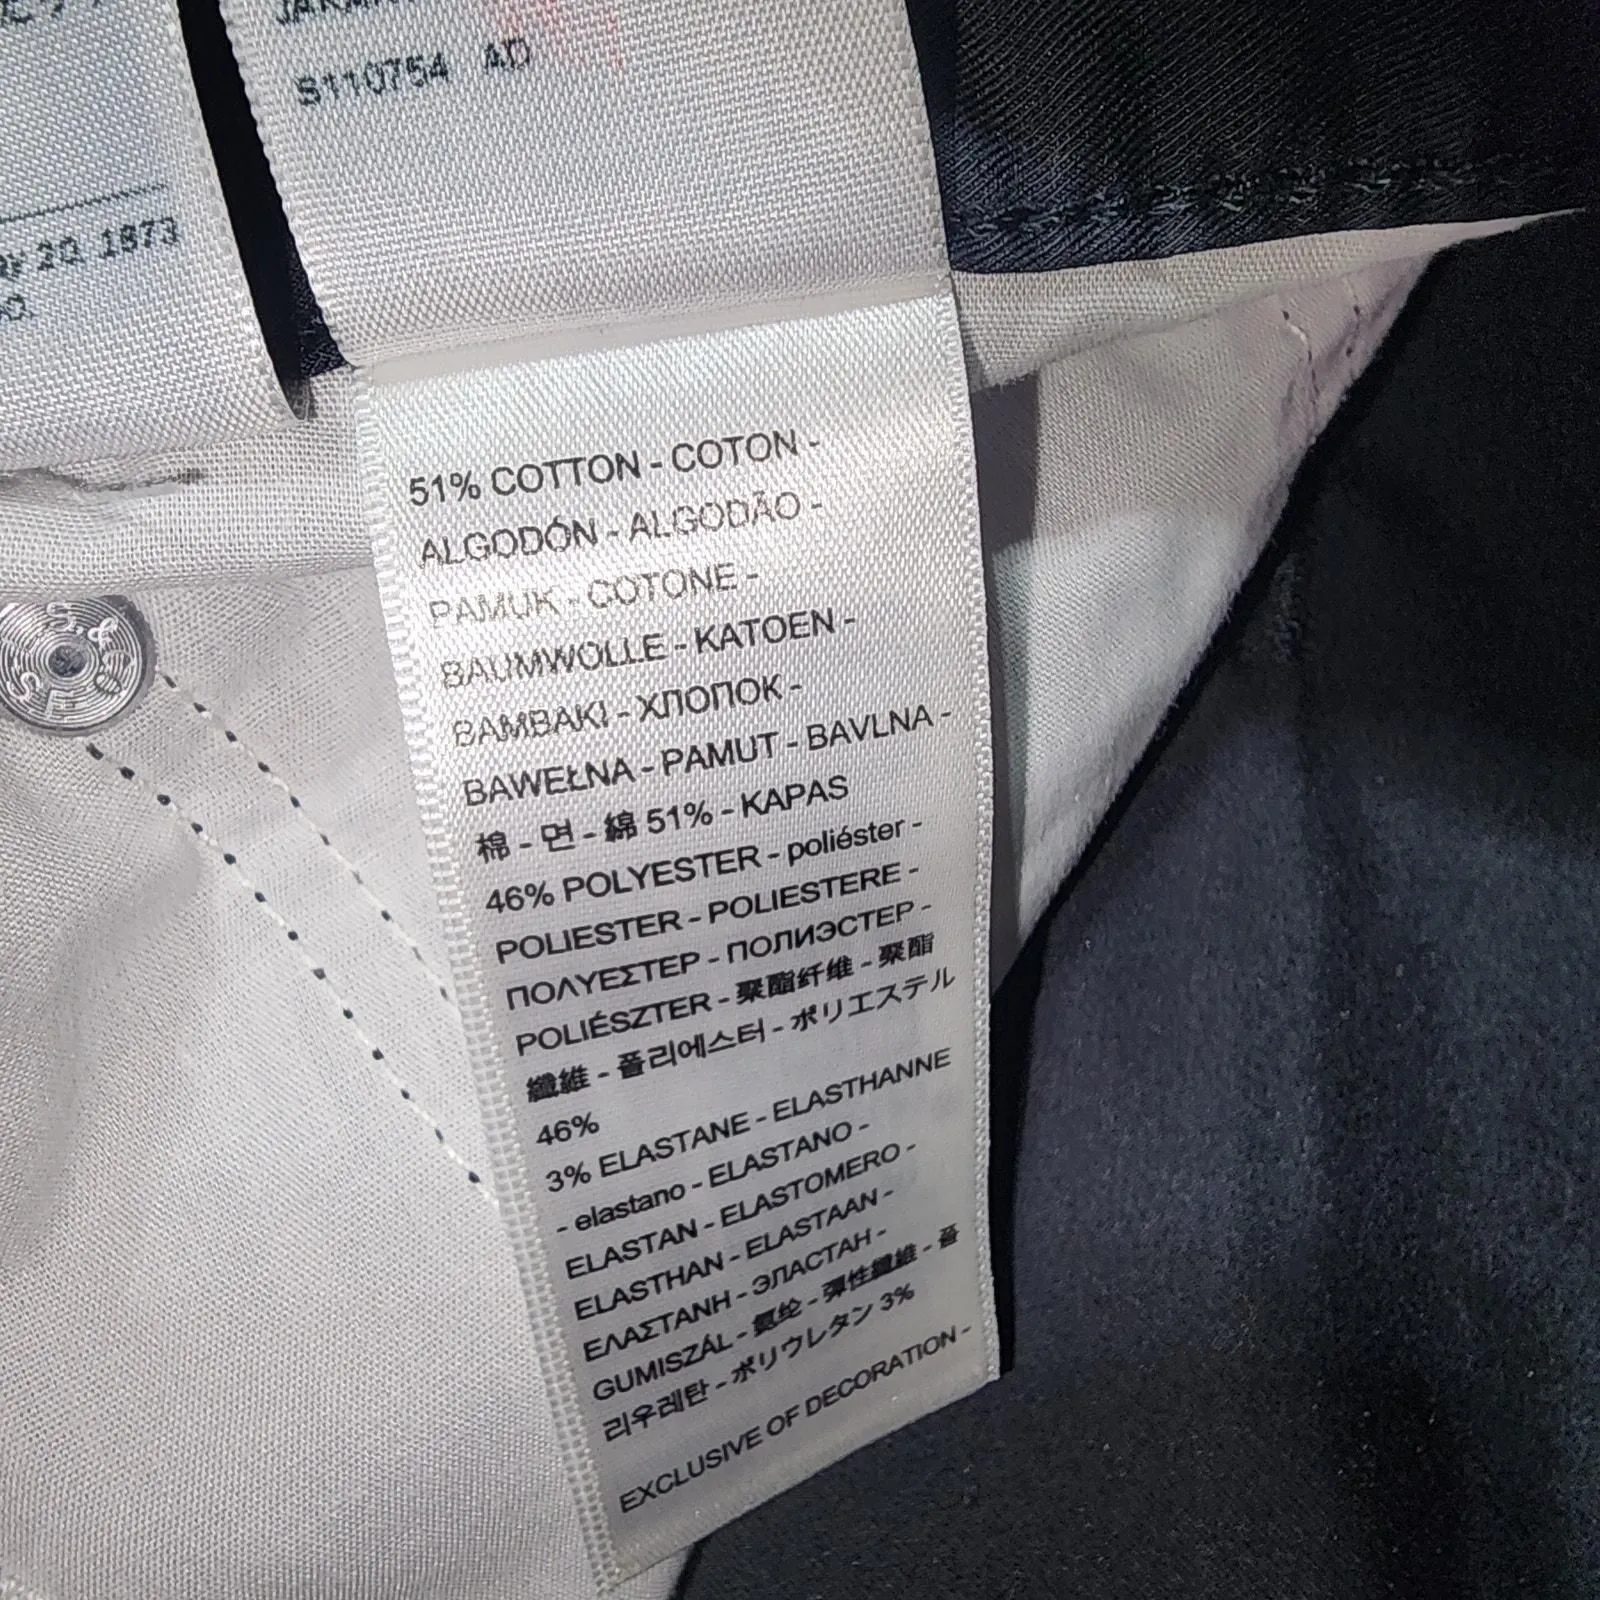 S110754 AD
20 1873
51% COTTON - COTON -
ALGODÓN - ALGODÃO -
PAMUK - COTONE -
BAUMWOLLE - KATOEN -
BAMBAKI - ХЛОПОК -
BAWEŁNA - PAMUT - BAVLNA -
棉 - 면 - 綿 51% - KAPAS
46% POLYESTER - poliéster -
POLIESTER - POLIESTERE -
ΠΟΛΥΕΣΤΕΡ - ПОЛИЭСТЕР -
POLIÉSZTER - 聚酯纤维 - 聚酯
纖維 - 폴리에스터 - ポリエステル
46%
3% ELASTANE - ELASTHANNE
- elastano - ELASTANO -
ELASTAN - ELASTOMERO -
ELASTHAN - ELASTAAN -
ΕΛΑΣΤΑΝΗ - ЭЛАСТАН -
GUMISZÁL - 氨纶 - 彈性纖維 - 폴
리우레탄 - ポリウレタン 3%
EXCLUSIVE OF DECORATION -